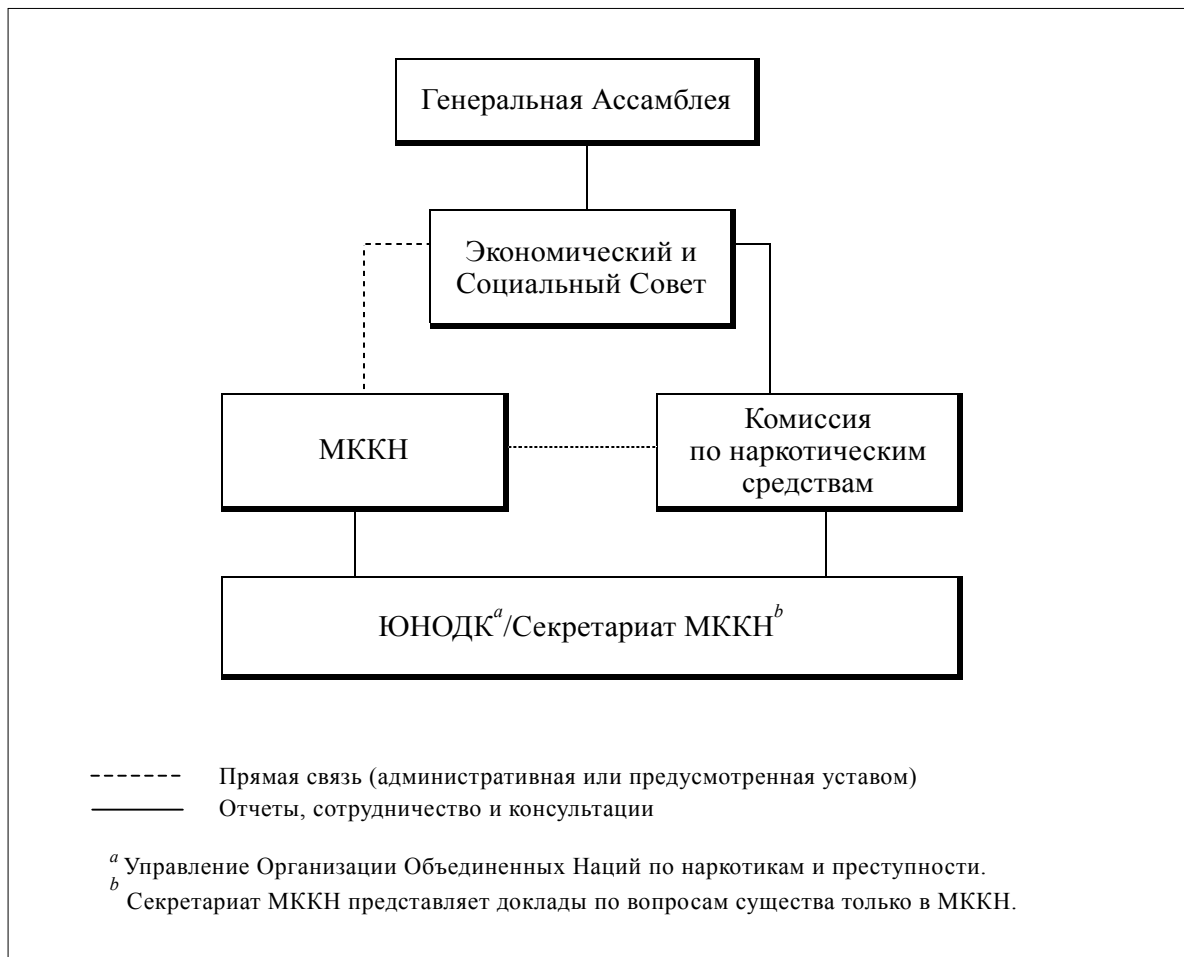 Генеральная Ассамблея
Экономический и
Социальный Совет
МККН
Комиссия
по наркотическим
средствам
ЮНОДК^a/Секретариат МККН^b
Прямая связь (административная или предусмотренная уставом)
Отчеты, сотрудничество и консультации
^a Управление Организации Объединенных Наций по наркотикам и преступности.
^b Секретариат МККН представляет доклады по вопросам существа только в МККН.